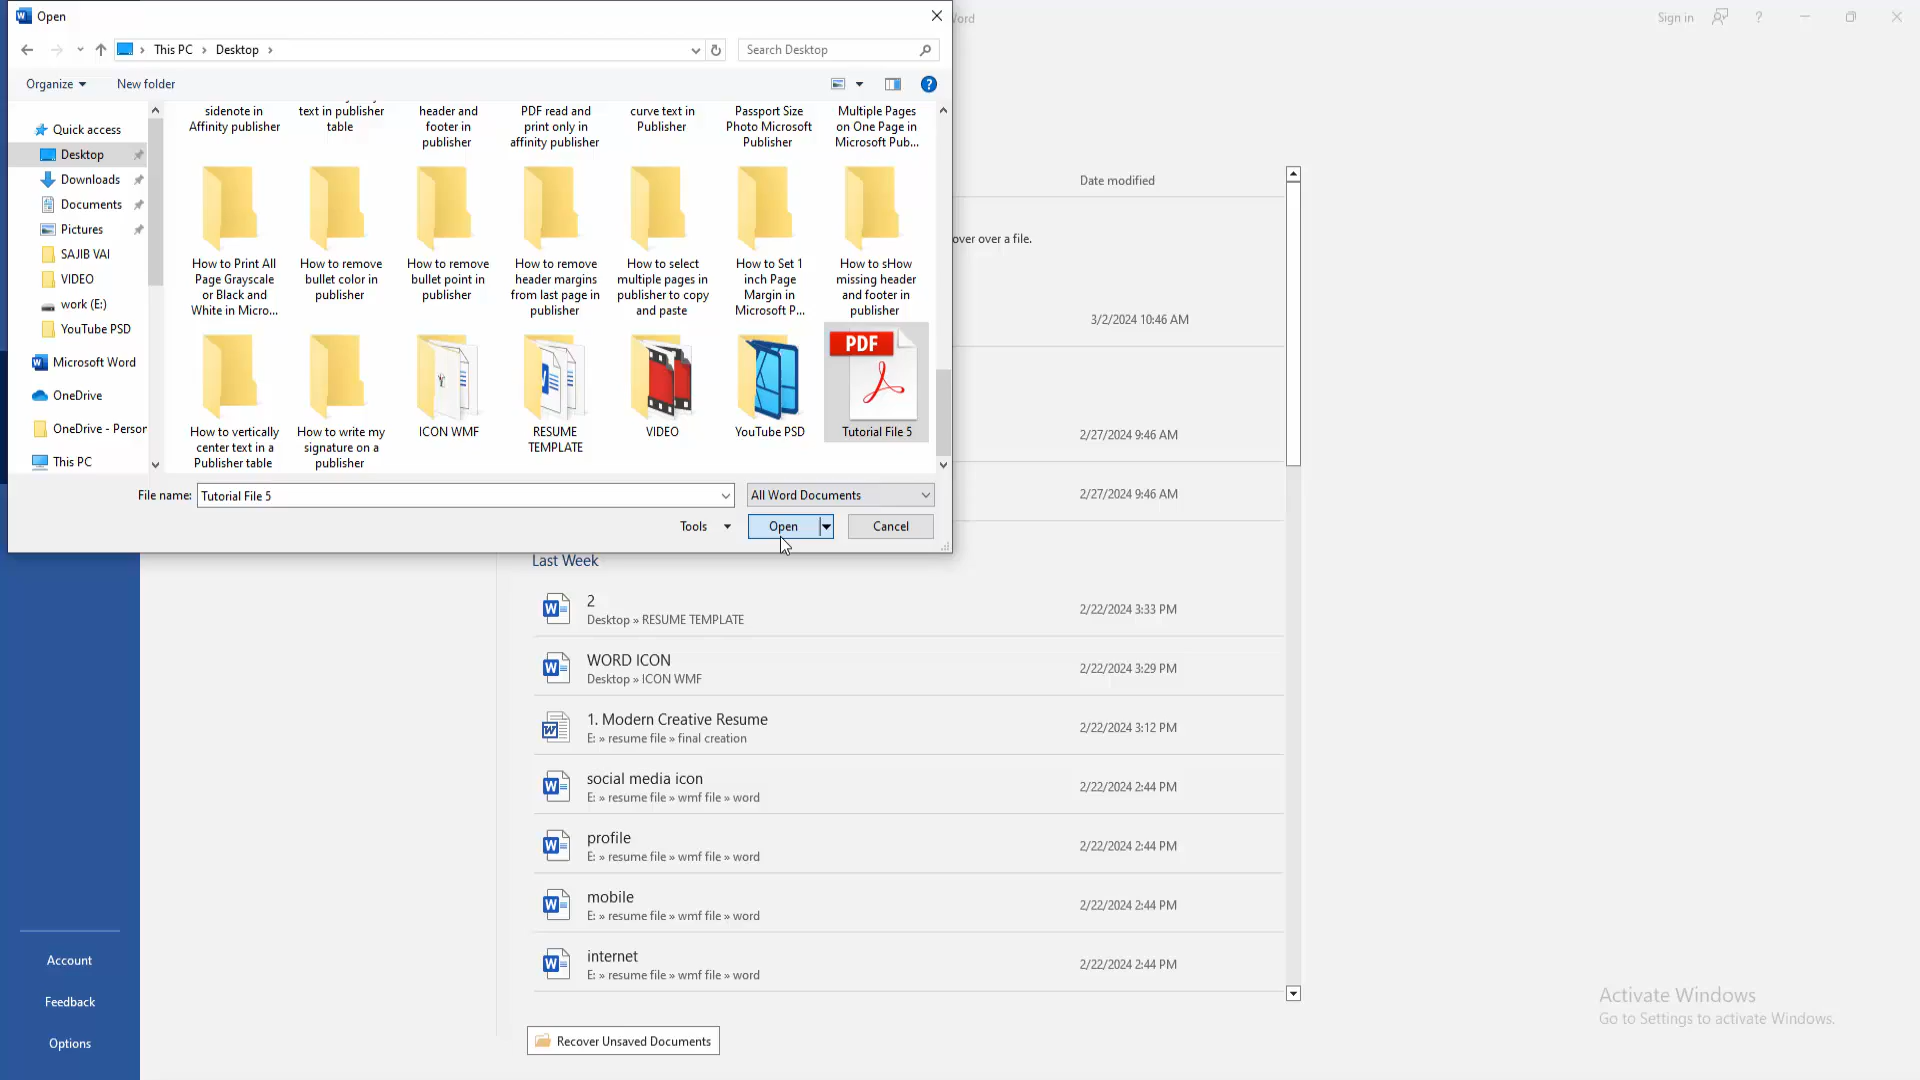 Open
ord
Sign in
?
This PC > Desktop >
Search Desktop
Organize
New folder
?
Quick access
Desktop
Downloads
Documents
Pictures
SAJIB VAI
VIDEO
work (E:)
YouTube PSD
Microsoft Word
OneDrive
OneDrive - Person
This PC
sidenote in
Affinity publisher
text in publisher
table
header and
footer in
publisher
PDF read and
print only in
affinity publisher
curve text in
Publisher
Passport Size
Photo Microsoft
Publisher
Multiple Pages
on One Page in
Microsoft Pub...
How to Print All
Page Grayscale
or Black and
White in Micro...
How to remove
bullet color in
publisher
How to remove
bullet point in
publisher
How to remove
header margins
from last page in
publisher
How to select
multiple pages in
publisher to copy
and paste
How to Set 1
inch Page
Margin in
Microsoft P...
How to sHow
missing header
and footer in
publisher
How to vertically
center text in a
Publisher table
How to write my
signature on a
publisher
ICON WMF
RESUME
TEMPLATE
VIDEO
YouTube PSD
PDF
Tutorial File 5
File name: Tutorial File 5
All Word Documents
Tools
Open
Cancel
Date modified
over over a file.
3/2/2024 10:46 AM
2/27/2024 9:46 AM
2/27/2024 9:46 AM
Last Week
2
Desktop » RESUME TEMPLATE
2/22/2024 3:33 PM
WORD ICON
Desktop » ICON WMF
2/22/2024 3:29 PM
1. Modern Creative Resume
E: » resume file » final creation
2/22/2024 3:12 PM
social media icon
E: » resume file » wmf file » word
2/22/2024 2:44 PM
profile
E: » resume file » wmf file » word
2/22/2024 2:44 PM
mobile
E: » resume file » wmf file » word
2/22/2024 2:44 PM
internet
E: » resume file » wmf file » word
2/22/2024 2:44 PM
Recover Unsaved Documents
Account
Feedback
Options
Activate Windows
Go to Settings to activate Windows.